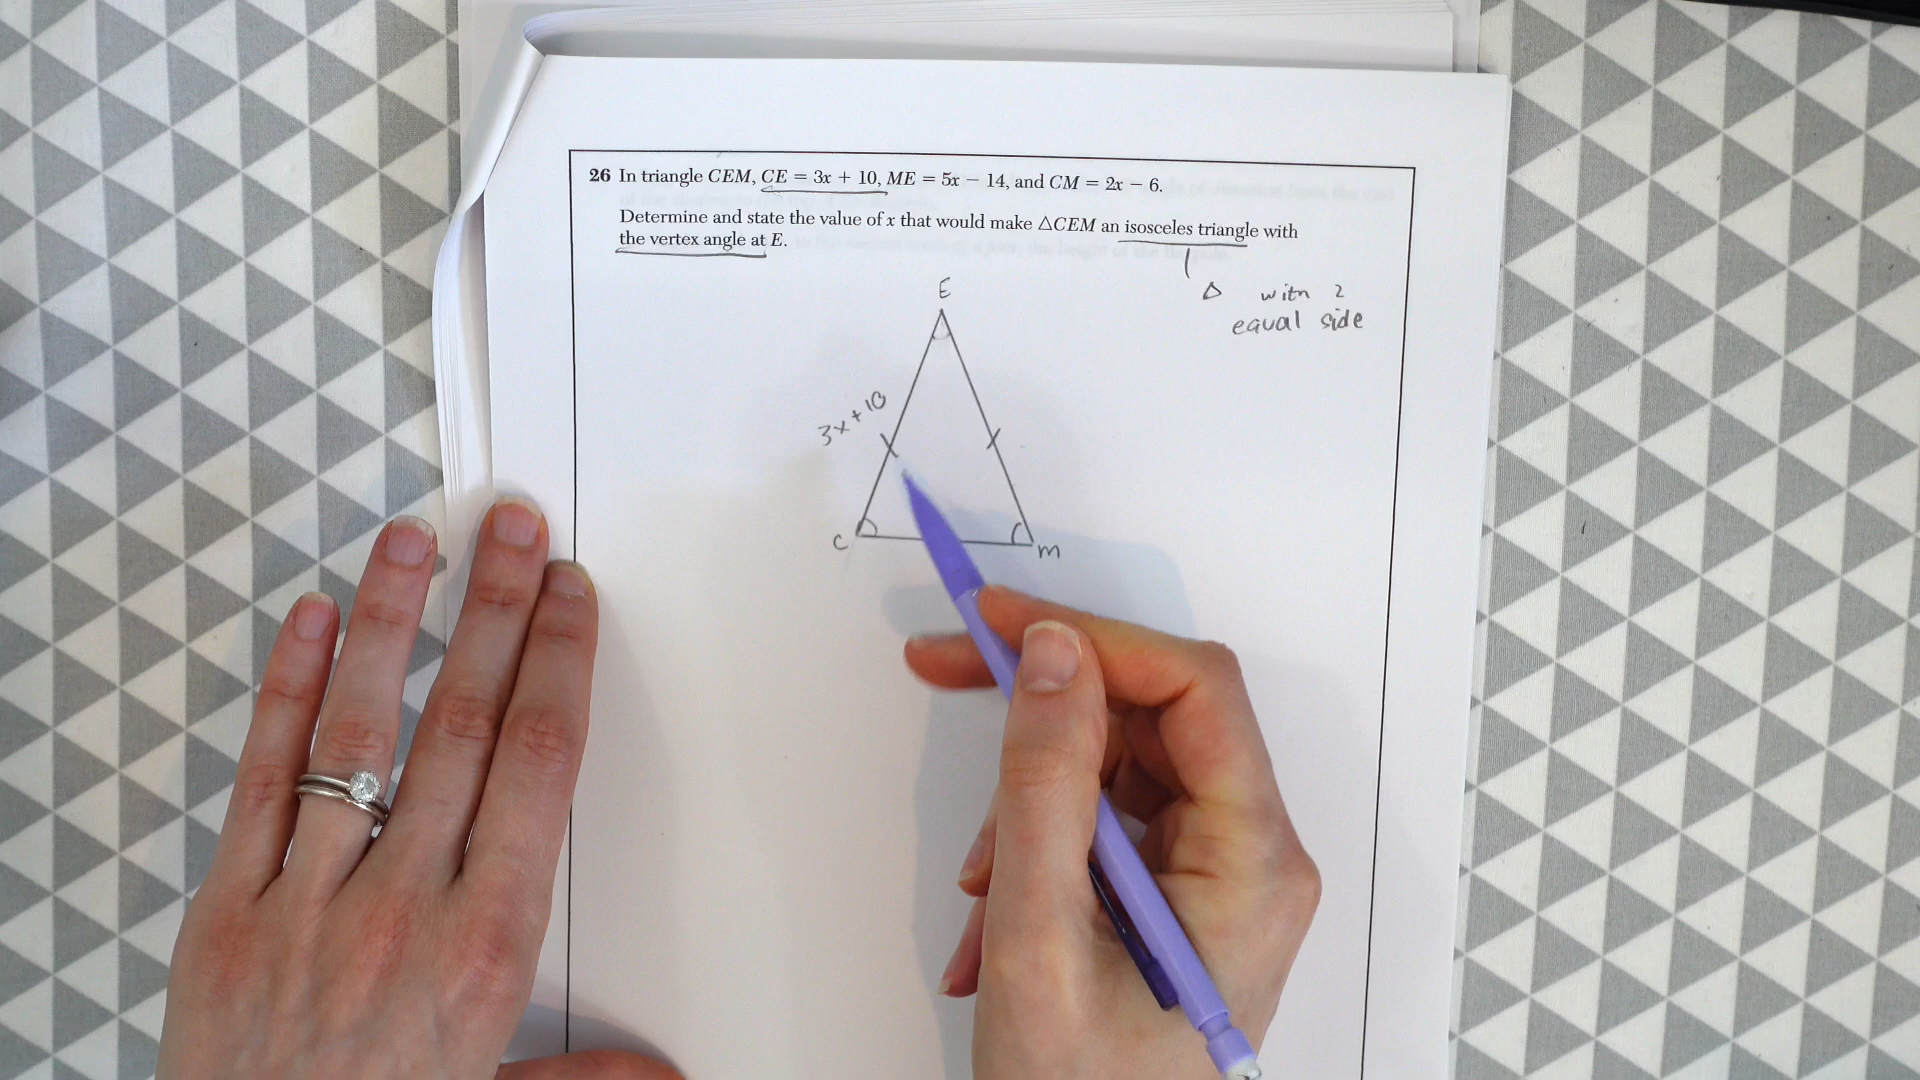 26 In triangle CEM, CE = 3x + 10, ME = 5x − 14, and CM = 2x − 6.
Determine and state the value of x that would make △CEM an isosceles triangle with
the vertex angle at E.
E
△ with 2
equal side
3x+10
C
m